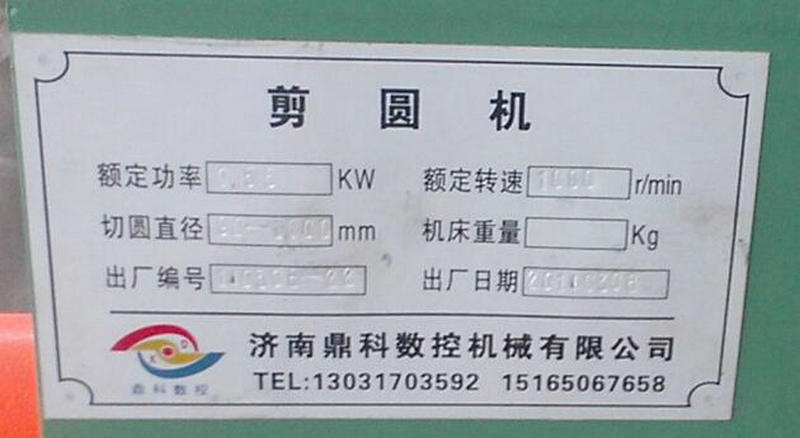 剪圆机
额定功率 KW 额定转速 r/min
切圆直径 mm 机床重量 Kg
出厂编号 出厂日期
济南鼎科数控机械有限公司
K D
鼎科数控 TEL:13031703592 15165067658